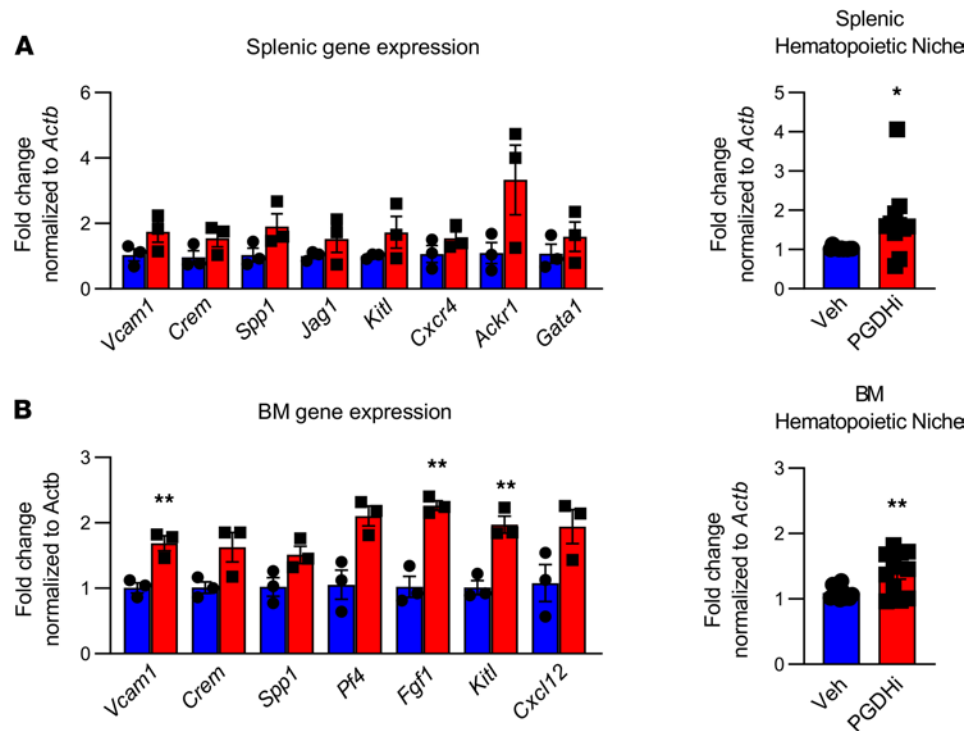 A
Splenic gene expression
Fold change
normalized to Actb
6
4
2
0
Vcam1
Crem
Spp1
Jag1
Kitl
Cxcr4
Ackr1
Gata1
Splenic
Hematopoietic Niche
Fold change
normalized to Actb
5
4
3
2
1
0
*
Veh
PGDHi
B
BM gene expression
Fold change
normalized to Actb
3
2
1
0
**
**
**
Vcam1
Crem
Spp1
Pf4
Fgf1
Kitl
Cxcl12
BM
Hematopoietic Niche
Fold change
normalized to Actb
3
2
1
0
**
Veh
PGDHi